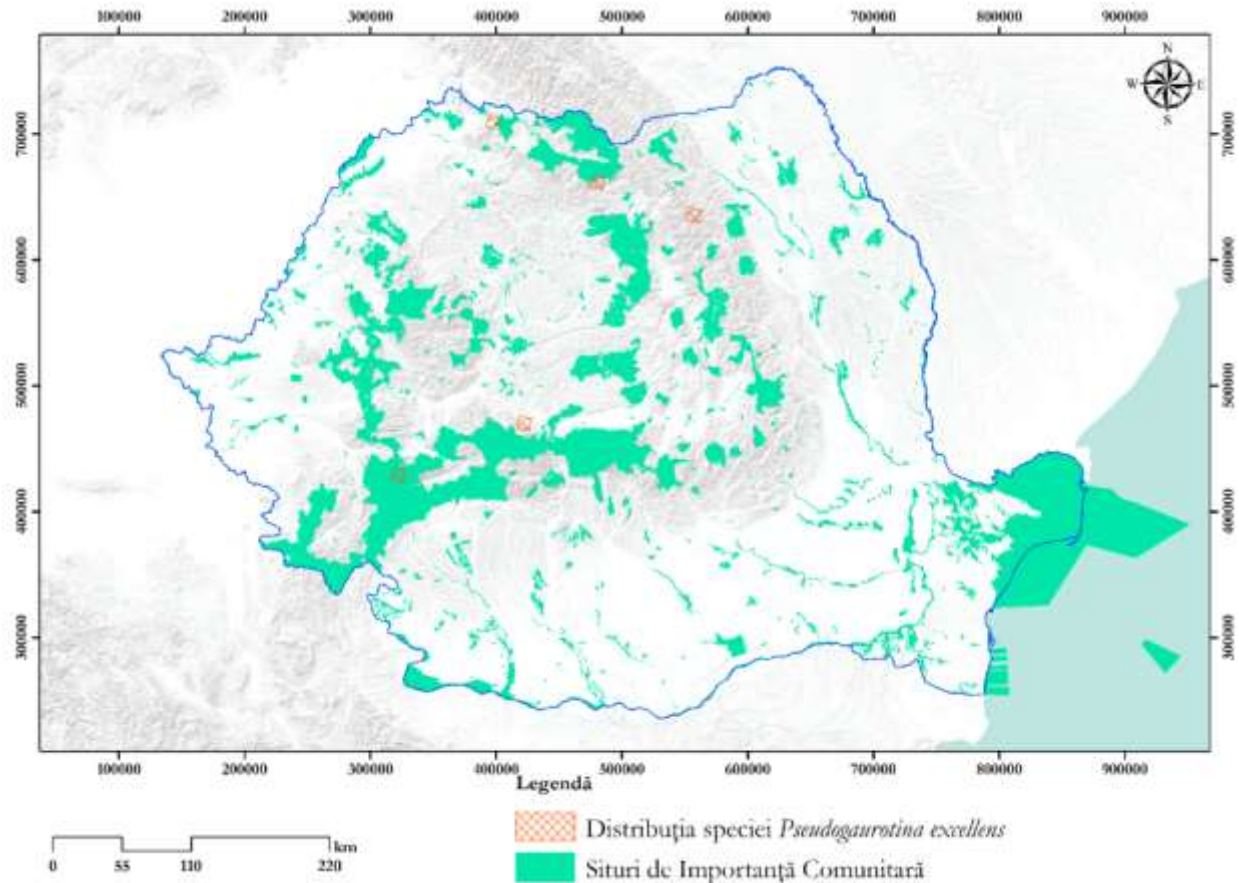 100000 200000 300000 400000 500000 600000 700000 800000 900000
N
W E
S
700000 700000
600000 600000
500000 500000
400000 400000
300000 300000
100000 200000 300000 400000 500000 600000 700000 800000 900000
Legendă
Distribuția speciei Pseudogaurotina excellens
km
0 55 110 220
Situri de Importanță Comunitară